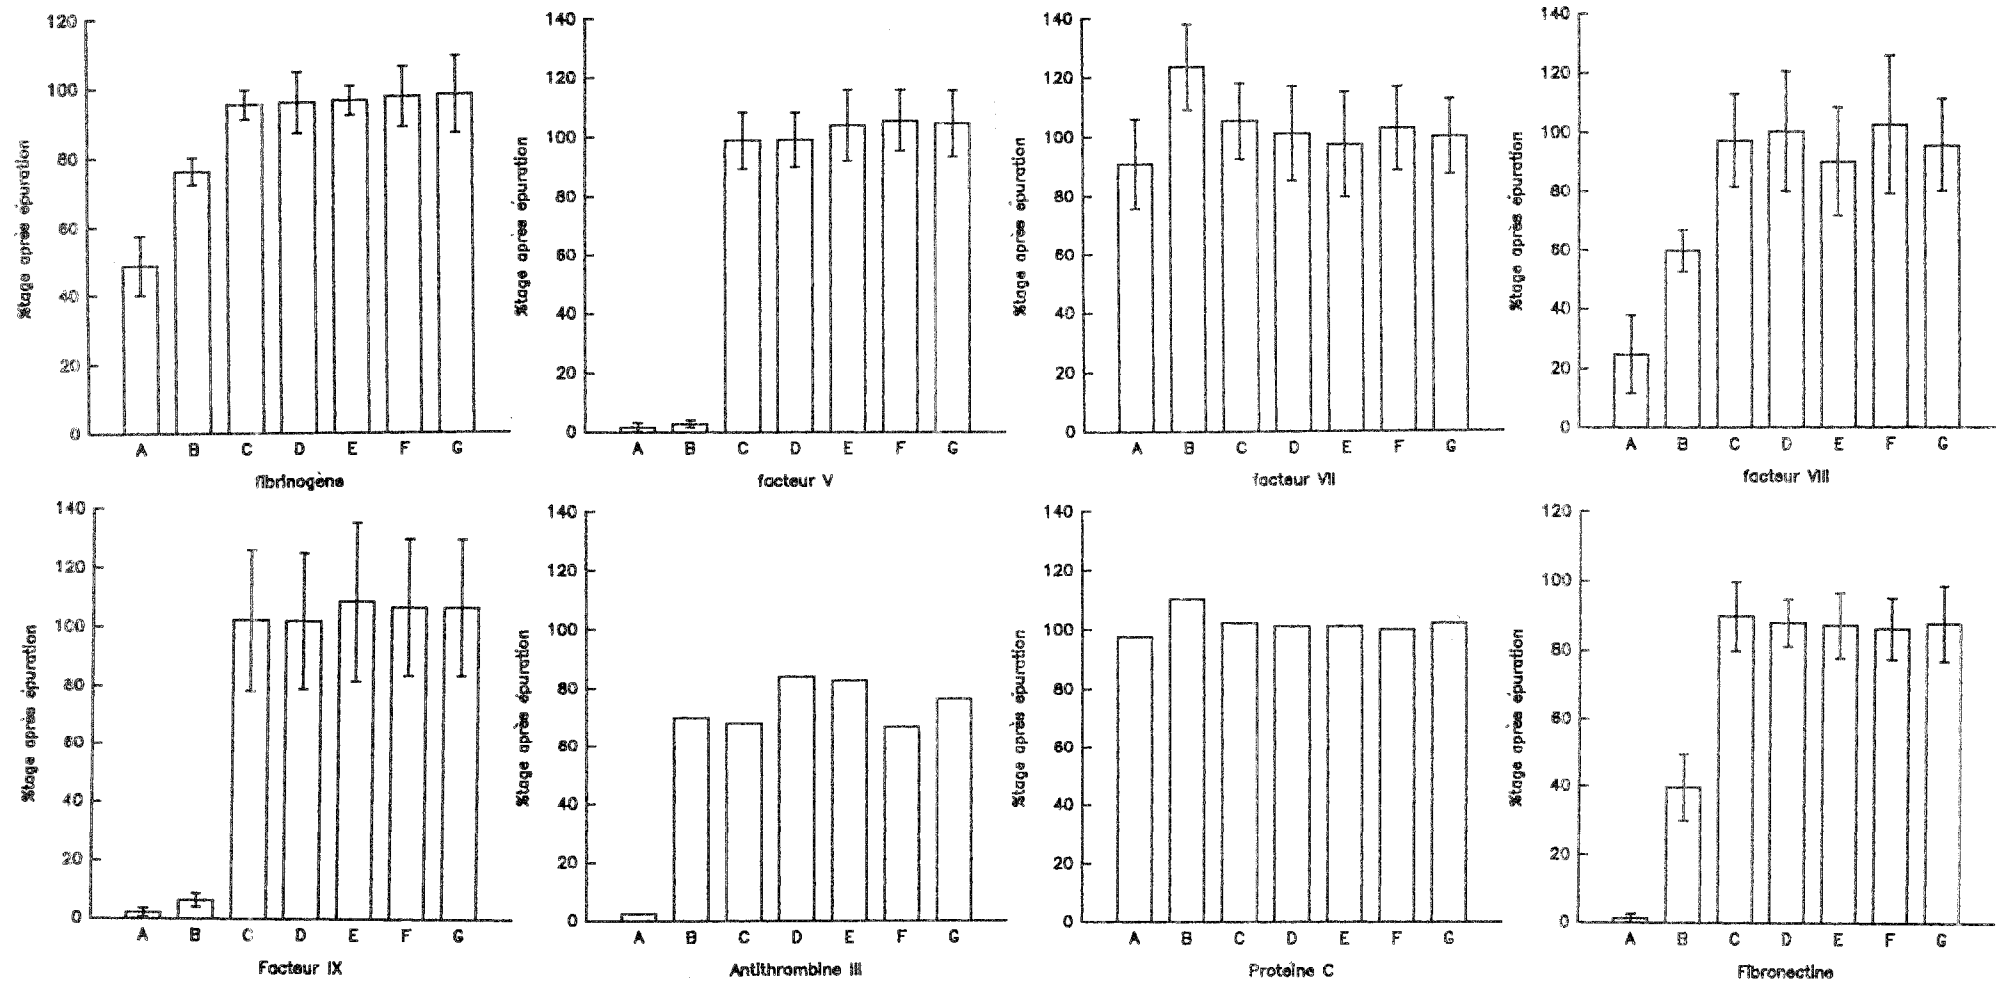 %tage après épuration
120
100
80
60
40
20
0
A B C D E F G
fibrinogène
%tage après épuration
140
120
100
80
60
40
20
0
A B C D E F G
facteur V
%tage après épuration
140
120
100
80
60
40
20
0
A B C D E F G
facteur VII
%tage après épuration
140
120
100
80
60
40
20
0
A B C D E F G
facteur VIII
%tage après épuration
140
120
100
80
60
40
20
0
A B C D E F G
Facteur IX
%tage après épuration
140
120
100
80
60
40
20
0
A B C D E F G
Antithrombine III
%tage après épuration
140
120
100
80
60
40
20
0
A B C D E F G
Protéine C
%tage après épuration
120
100
80
60
40
20
0
A B C D E F G
Fibronectine